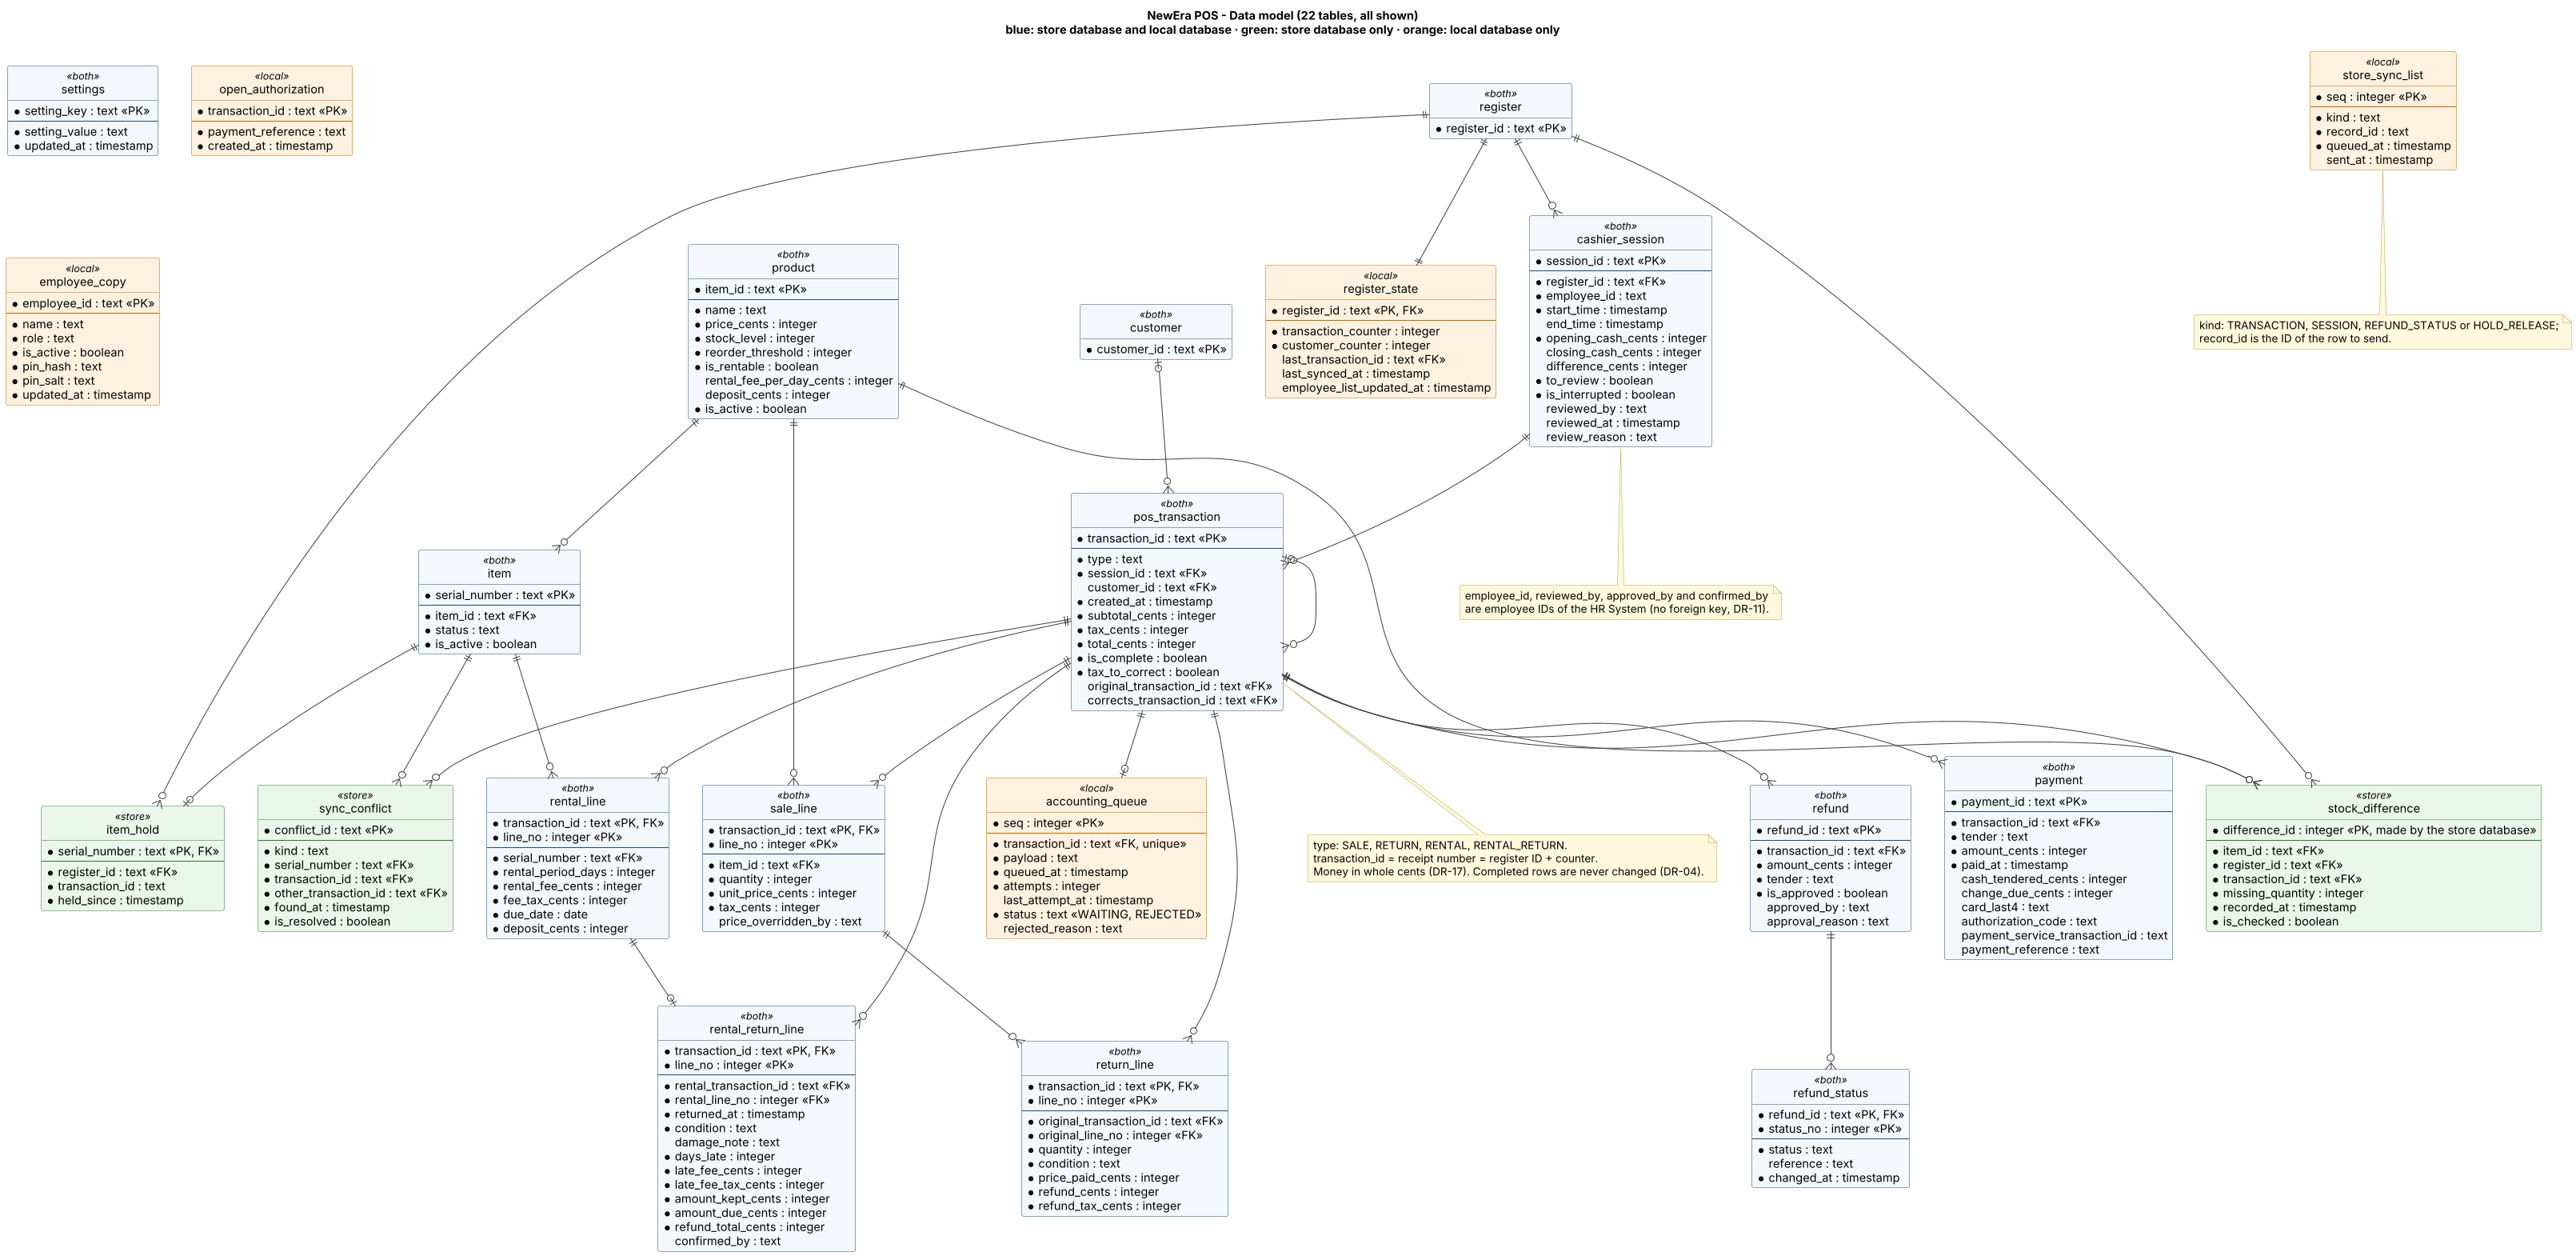 NewEra POS - Data model (22 tables, all shown)
blue: store database and local database · green: store database only · orange: local database only
«both»
settings
setting_key : text «PK»
setting_value : text
updated_at : timestamp
«local»
open_authorization
transaction_id : text «PK»
payment_reference : text
created_at : timestamp
«both»
register
register_id : text «PK»
«local»
store_sync_list
seq : integer «PK»
kind : text
record_id : text
queued_at : timestamp
sent_at : timestamp
«local»
employee_copy
employee_id : text «PK»
name : text
role : text
is_active : boolean
pin_hash : text
pin_salt : text
updated_at : timestamp
«both»
product
item_id : text «PK»
name : text
price_cents : integer
stock_level : integer
reorder_threshold : integer
is_rentable : boolean
rental_fee_per_day_cents : integer
deposit_cents : integer
is_active : boolean
«both»
customer
customer_id : text «PK»
«local»
register_state
register_id : text «PK, FK»
transaction_counter : integer
customer_counter : integer
last_transaction_id : text «FK»
last_synced_at : timestamp
employee_list_updated_at : timestamp
«both»
cashier_session
session_id : text «PK»
register_id : text «FK»
employee_id : text
start_time : timestamp
end_time : timestamp
opening_cash_cents : integer
closing_cash_cents : integer
difference_cents : integer
to_review : boolean
is_interrupted : boolean
reviewed_by : text
reviewed_at : timestamp
review_reason : text
kind: TRANSACTION, SESSION, REFUND_STATUS or HOLD_RELEASE;
record_id is the ID of the row to send.
«both»
item
serial_number : text «PK»
item_id : text «FK»
status : text
is_active : boolean
«both»
pos_transaction
transaction_id : text «PK»
type : text
session_id : text «FK»
customer_id : text «FK»
created_at : timestamp
subtotal_cents : integer
tax_cents : integer
total_cents : integer
is_complete : boolean
tax_to_correct : boolean
original_transaction_id : text «FK»
corrects_transaction_id : text «FK»
employee_id, reviewed_by, approved_by and confirmed_by
are employee IDs of the HR System (no foreign key, DR-11).
«store»
item_hold
serial_number : text «PK, FK»
register_id : text «FK»
transaction_id : text
held_since : timestamp
«store»
sync_conflict
conflict_id : text «PK»
kind : text
serial_number : text «FK»
transaction_id : text «FK»
other_transaction_id : text «FK»
found_at : timestamp
is_resolved : boolean
«both»
rental_line
transaction_id : text «PK, FK»
line_no : integer «PK»
serial_number : text «FK»
rental_period_days : integer
rental_fee_cents : integer
fee_tax_cents : integer
due_date : date
deposit_cents : integer
«both»
sale_line
transaction_id : text «PK, FK»
line_no : integer «PK»
item_id : text «FK»
quantity : integer
unit_price_cents : integer
tax_cents : integer
price_overridden_by : text
«local»
accounting_queue
seq : integer «PK»
transaction_id : text «FK, unique»
payload : text
queued_at : timestamp
attempts : integer
last_attempt_at : timestamp
status : text «WAITING, REJECTED»
rejected_reason : text
type: SALE, RETURN, RENTAL, RENTAL_RETURN.
transaction_id = receipt number = register ID + counter.
Money in whole cents (DR-17). Completed rows are never changed (DR-04).
«both»
refund
refund_id : text «PK»
transaction_id : text «FK»
amount_cents : integer
tender : text
is_approved : boolean
approved_by : text
approval_reason : text
«both»
payment
payment_id : text «PK»
transaction_id : text «FK»
tender : text
amount_cents : integer
paid_at : timestamp
cash_tendered_cents : integer
change_due_cents : integer
card_last4 : text
authorization_code : text
payment_service_transaction_id : text
payment_reference : text
«store»
stock_difference
difference_id : integer «PK, made by the store database»
item_id : text «FK»
register_id : text «FK»
transaction_id : text «FK»
missing_quantity : integer
recorded_at : timestamp
is_checked : boolean
«both»
rental_return_line
transaction_id : text «PK, FK»
line_no : integer «PK»
rental_transaction_id : text «FK»
rental_line_no : integer «FK»
returned_at : timestamp
condition : text
damage_note : text
days_late : integer
late_fee_cents : integer
late_fee_tax_cents : integer
amount_kept_cents : integer
amount_due_cents : integer
refund_total_cents : integer
confirmed_by : text
«both»
return_line
transaction_id : text «PK, FK»
line_no : integer «PK»
original_transaction_id : text «FK»
original_line_no : integer «FK»
quantity : integer
condition : text
price_paid_cents : integer
refund_cents : integer
refund_tax_cents : integer
«both»
refund_status
refund_id : text «PK, FK»
status_no : integer «PK»
status : text
reference : text
changed_at : timestamp